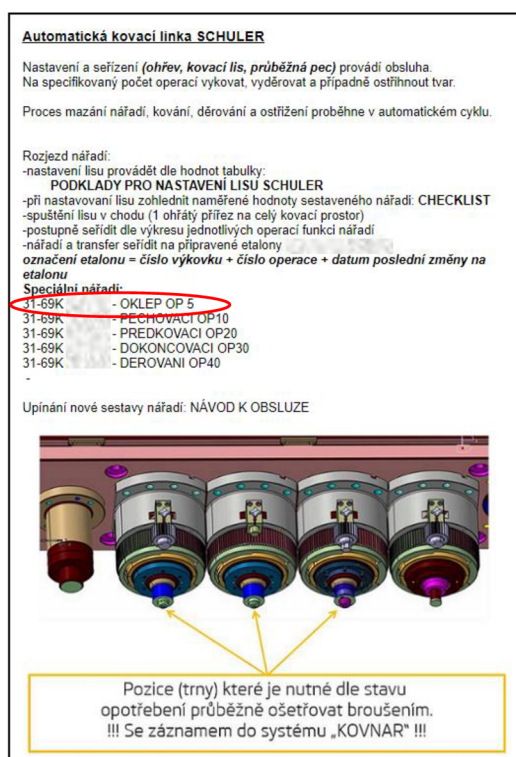 Automatická kovací linka SCHULER
Nastavení a seřízení (ohřev, kovací lis, průběžná pec) provádí obsluha.
Na specifikovaný počet operací vykovat, vyděrovat a případně ostřihnout tvar.
Proces mazání nářadí, kování, děrování a ostřižení proběhne v automatickém cyklu.
Rozjezd nářadí:
-nastavení lisu provádět dle hodnot tabulky:
PODKLADY PRO NASTAVENÍ LISU SCHULER
-při nastavování lisu zohlednit naměřené hodnoty sestaveného nářadi: CHECKLIST
-spuštění lisu v chodu (1 ohřátý přířez na celý kovací prostor)
-postupně seřídit dle výkresu jednotlivých operací funkci nářadí
-nářadí a transfer seřídit na připravené etalony
označení etalonu = číslo výkovku + číslo operace + datum poslední změny na
etalonu
Speciální nářadí:
31-69K - OKLEP OP 5
31-69K - PECHOVACI OP10
31-69K - PREDKOVACI OP20
31-69K - DOKONCOVACI OP30
31-69K - DEROVANI OP40
-
Upínání nové sestavy nářadí: NÁVOD K OBSLUZE
Pozice (trny) které je nutné dle stavu
opotřebení průběžně ošetřovat broušením.
!!! Se záznamem do systému „KOVNAR" !!!